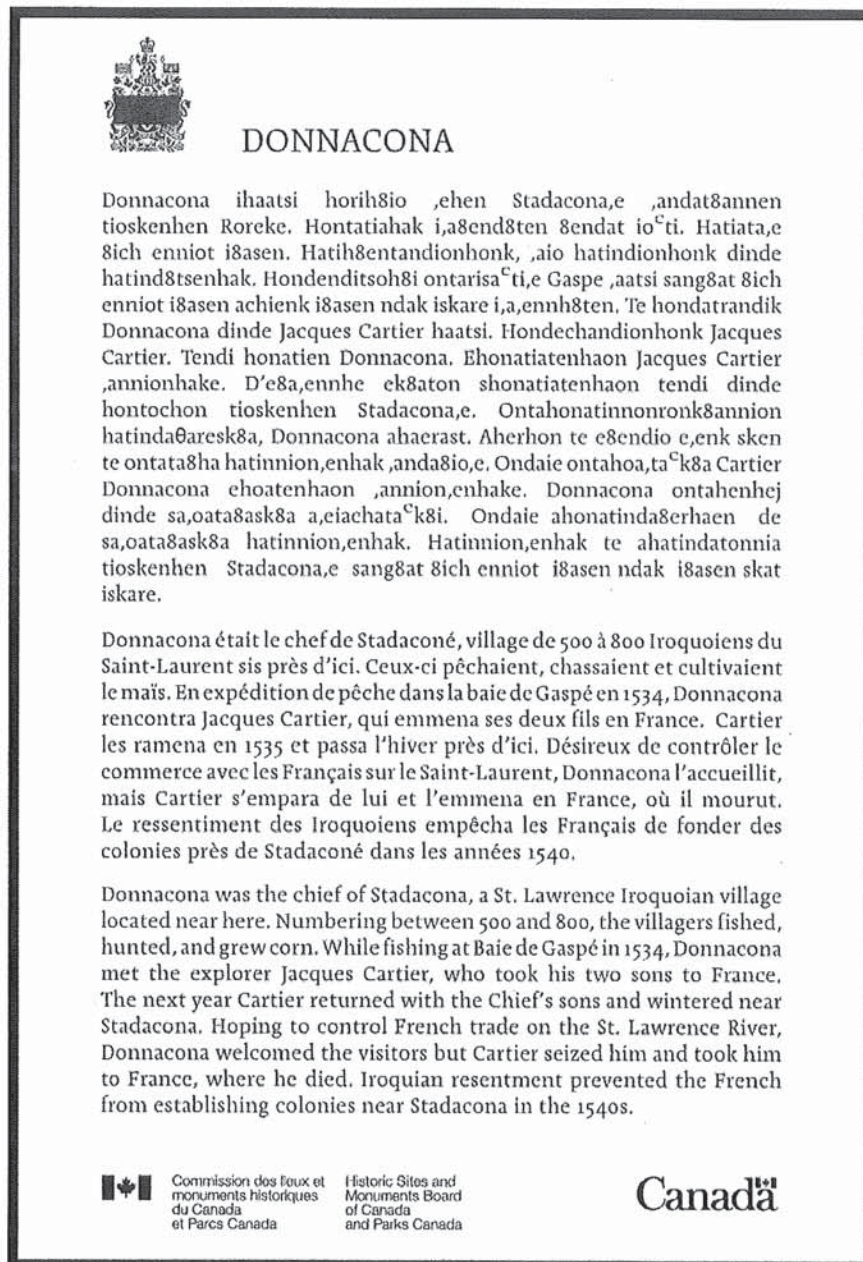 DONNACONA
Donnacona ihaatsi horih8io ,ehen Stadacona,e ,andat8annen
tioskenhen Roreke. Hontatiahak i,a8end8ten 8endat ioᶜti. Hatiata,e
8ich enniot i8asen. Hatih8entandionhonk, ,aio hatindionhonk dinde
hatind8tsenhak. Hondenditsoh8i ontarisaᶜti,e Gaspe ,aatsi sang8at 8ich
enniot i8asen achienk i8asen ndak iskare i,a,ennh8ten. Te hondatrandik
Donnacona dinde Jacques Cartier haatsi. Hondechandionhonk Jacques
Cartier. Tendi honatien Donnacona. Ehonatiatenhaon Jacques Cartier
,annionhake. D'e8a,ennhe ek8aton shonatiatenhaon tendi dinde
hontochon tioskenhen Stadacona,e. Ontahonatinnonronk8annion
hatindaθaresk8a, Donnacona ahaerast. Aherhon te e8endio e,enk sken
te ontata8ha hatinnion,enhak ,anda8io,e. Ondaie ontahoa,taᶜk8a Cartier
Donnacona ehoatenhaon ,annion,enhake. Donnacona ontahenhej
dinde sa,oata8ask8a a,eiachataᶜk8i. Ondaie ahonatinda8erhaen de
sa,oata8ask8a hatinnion,enhak. Hatinnion,enhak te ahatindatonnia
tioskenhen Stadacona,e sang8at 8ich enniot i8asen ndak i8asen skat
iskare.
Donnacona était le chef de Stadaconé, village de 500 à 800 Iroquoiens du
Saint-Laurent sis près d'ici. Ceux-ci pêchaient, chassaient et cultivaient
le maïs. En expédition de pêche dans la baie de Gaspé en 1534, Donnacona
rencontra Jacques Cartier, qui emmena ses deux fils en France. Cartier
les ramena en 1535 et passa l'hiver près d'ici. Désireux de contrôler le
commerce avec les Français sur le Saint-Laurent, Donnacona l'accueillit,
mais Cartier s'empara de lui et l'emmena en France, où il mourut.
Le ressentiment des Iroquoiens empêcha les Français de fonder des
colonies près de Stadaconé dans les années 1540.
Donnacona was the chief of Stadacona, a St. Lawrence Iroquoian village
located near here. Numbering between 500 and 800, the villagers fished,
hunted, and grew corn. While fishing at Baie de Gaspé in 1534, Donnacona
met the explorer Jacques Cartier, who took his two sons to France.
The next year Cartier returned with the Chief's sons and wintered near
Stadacona. Hoping to control French trade on the St. Lawrence River,
Donnacona welcomed the visitors but Cartier seized him and took him
to France, where he died. Iroquian resentment prevented the French
from establishing colonies near Stadacona in the 1540s.
Commission des lieux et
monuments historiques
du Canada
et Parcs Canada
Historic Sites and
Monuments Board
of Canada
and Parks Canada
Canada